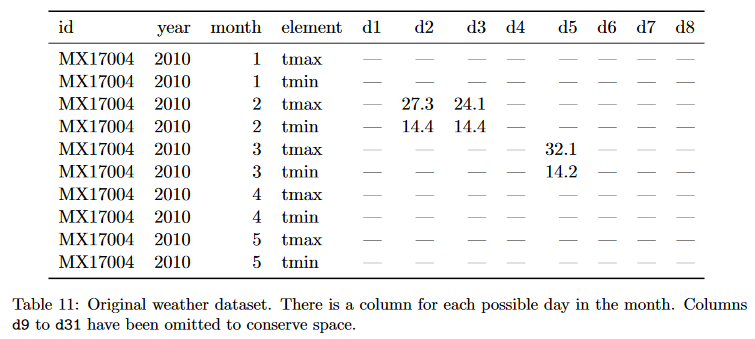 id year month element d1 d2 d3 d4 d5 d6 d7 d8
MX17004 2010 1 tmax — — — — — — — —
MX17004 2010 1 tmin — — — — — — — —
MX17004 2010 2 tmax — 27.3 24.1 — — — — —
MX17004 2010 2 tmin — 14.4 14.4 — — — — —
MX17004 2010 3 tmax — — — — 32.1 — — —
MX17004 2010 3 tmin — — — — 14.2 — — —
MX17004 2010 4 tmax — — — — — — — —
MX17004 2010 4 tmin — — — — — — — —
MX17004 2010 5 tmax — — — — — — — —
MX17004 2010 5 tmin — — — — — — — —
Table 11: Original weather dataset. There is a column for each possible day in the month. Columns
d9 to d31 have been omitted to conserve space.